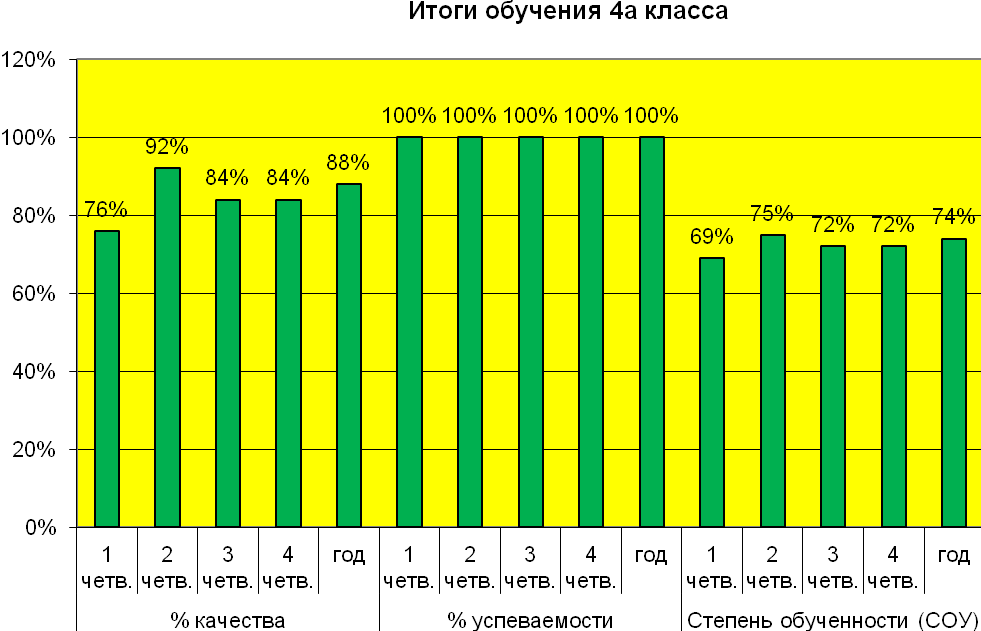 Итоги обучения 4а класса
120%
100%
80%
60%
40%
20%
0%
76% 92% 84% 84% 88% 100% 100% 100% 100% 100% 69% 75% 72% 72% 74%
1 четв. 2 четв. 3 четв. 4 четв. год 1 четв. 2 четв. 3 четв. 4 четв. год 1 четв. 2 четв. 3 четв. 4 четв. год
% качества % успеваемости Степень обученности (СОУ)